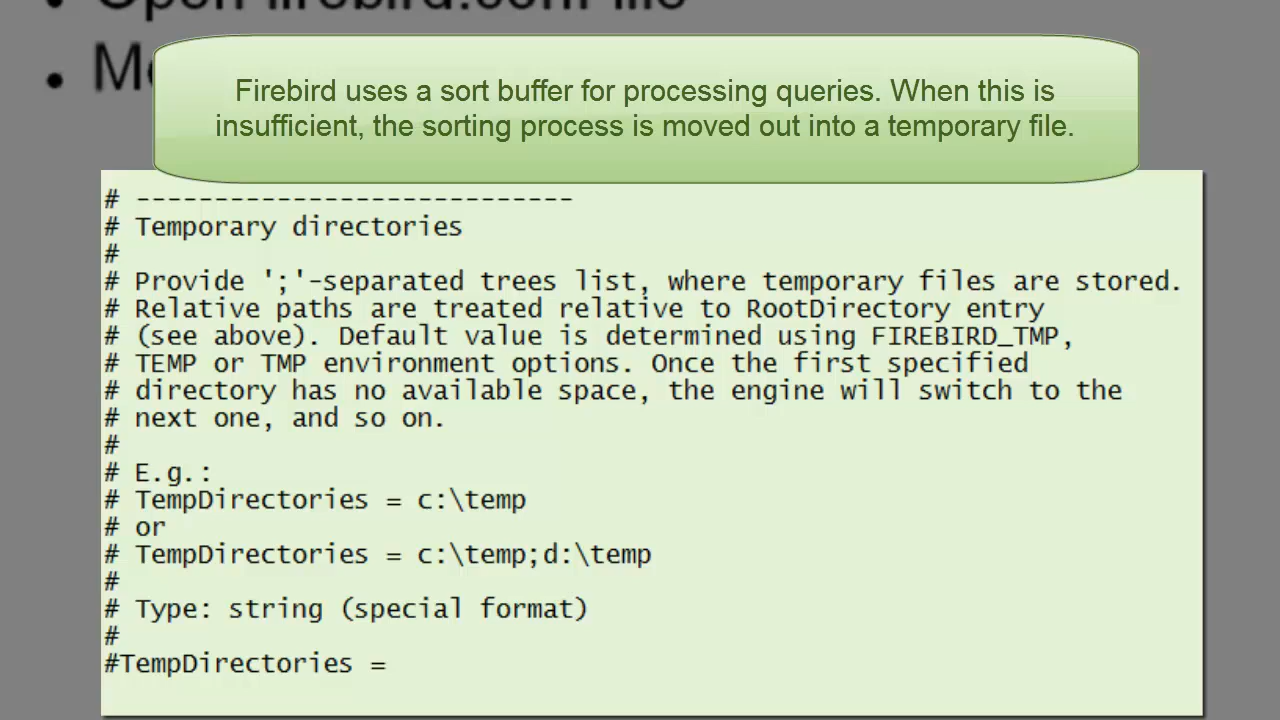 Open firebird.conf file
Firebird uses a sort buffer for processing queries. When this is
insufficient, the sorting process is moved out into a temporary file.
# ----------------------------
# Temporary directories
#
# Provide ';'-separated trees list, where temporary files are stored.
# Relative paths are treated relative to RootDirectory entry
# (see above). Default value is determined using FIREBIRD_TMP,
# TEMP or TMP environment options. Once the first specified
# directory has no available space, the engine will switch to the
# next one, and so on.
#
# E.g.:
# TempDirectories = c:\temp
# or
# TempDirectories = c:\temp;d:\temp
#
# Type: string (special format)
#
#TempDirectories =